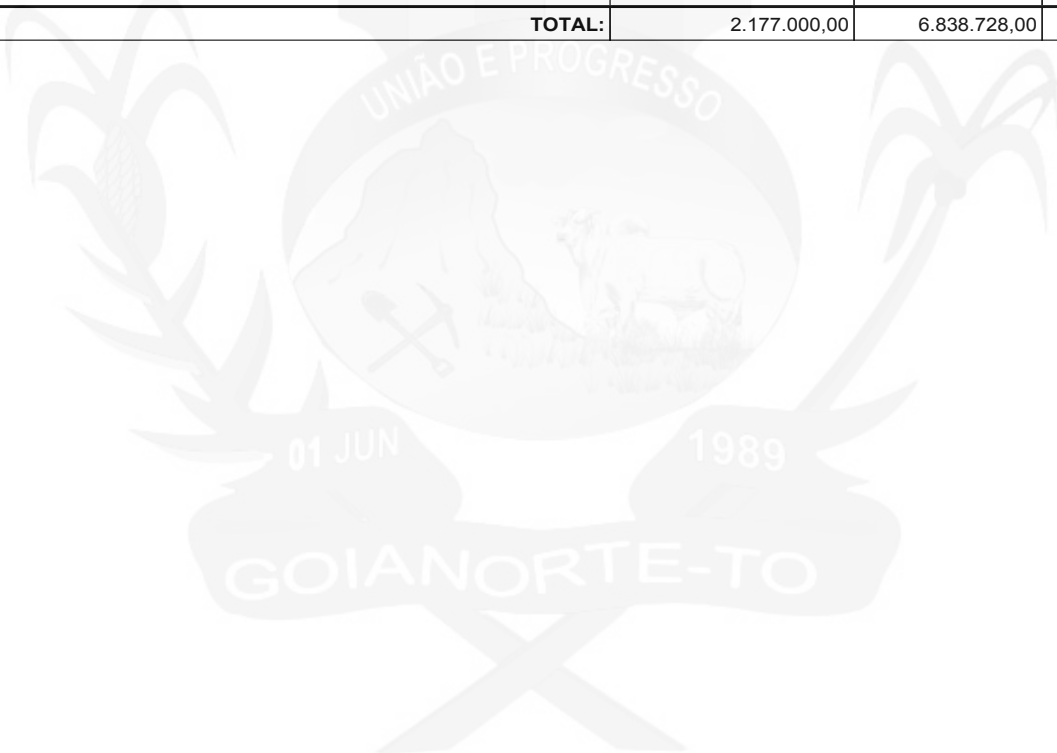 TOTAL: 2.177.000,00 6.838.728,00
UNIÃO E PROGRESSO
01 JUN 1989
GOIANORTE-TO